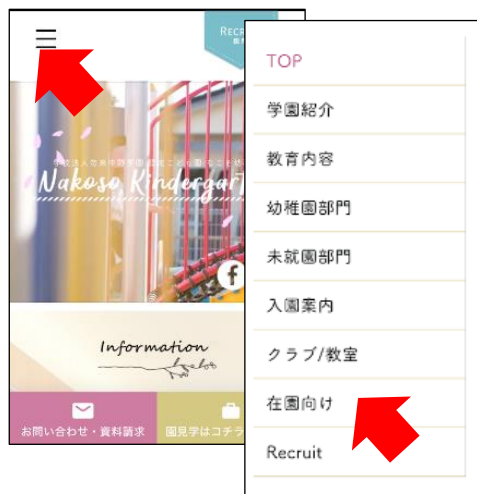 Recr
Nakoso Kindergar
f
Information
お問い合わせ・資料請求
園見学はコチラ
TOP
学園紹介
教育内容
幼稚園部門
未就園部門
入園案内
クラブ/教室
在園向け
Recruit